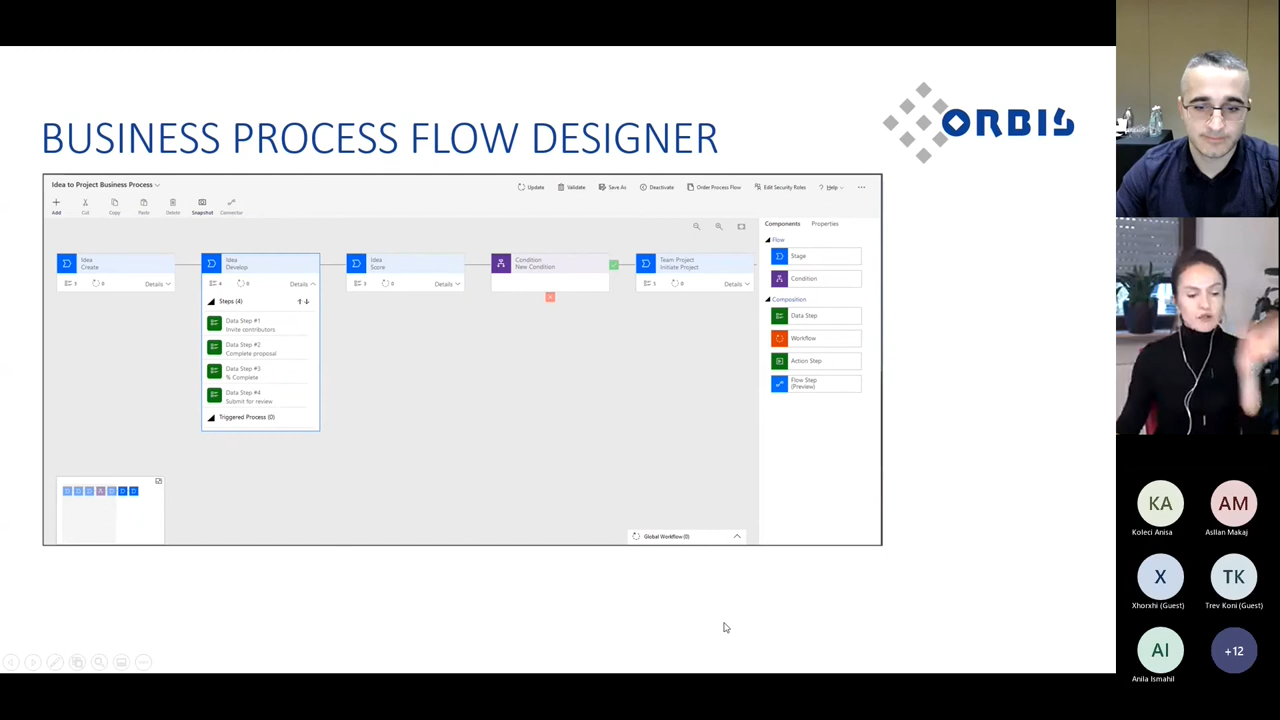 ORBIS
BUSINESS PROCESS FLOW DESIGNER
Idea to Project Business Process
Update
Validate
Save As
Deactivate
Order Process Flow
Edit Security Roles
? Help
Add
Cut
Copy
Paste
Delete
Snapshot
Connector
Components
Properties
Flow
Stage
Condition
Composition
Data Step
Workflow
Action Step
Flow Step
(Preview)
Idea
Create
0
Details
Idea
Develop
4
0
Details
Steps (4)
Data Step #1
Invite contributors
Data Step #2
Complete proposal
Data Step #3
% Complete
Data Step #4
Submit for review
Triggered Process (0)
Idea
Score
0
Details
Condition
New Condition
Team Project
Initiate Project
0
Details
Global Workflow (0)
KA
Koleci Anisa
AM
Asllan Makaj
X
Xhorxhi (Guest)
TK
Trev Koni (Guest)
AI
Anila Ismahil
+12